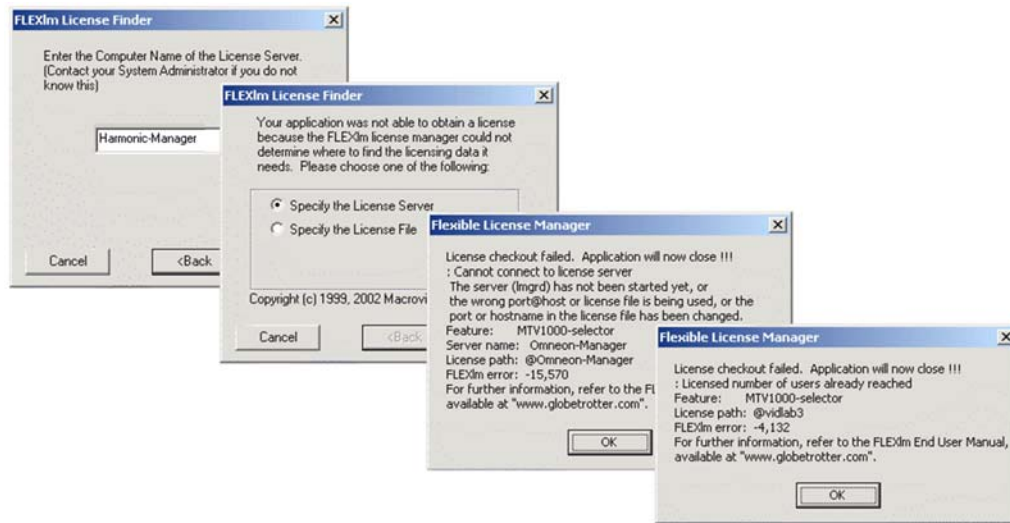 FLEXlm License Finder
Enter the Computer Name of the License Server.
(Contact your System Administrator if you do not
know this)
Harmonic-Manager
Cancel
<Back
FLEXlm License Finder
Your application was not able to obtain a license
because the FLEXlm license manager could not
determine where to find the licensing data it
needs. Please choose one of the following:
Specify the License Server
Specify the License File
Copyright (c) 1999, 2002 Macrovi
Cancel
<Back
Flexible License Manager
License checkout failed. Application will now close !!!
: Cannot connect to license server
The server (lmgrd) has not been started yet, or
the wrong port@host or license file is being used, or the
port or hostname in the license file has been changed.
Feature: MTV1000-selector
Server name: Omneon-Manager
License path: @Omneon-Manager
FLEXlm error: -15,570
For further information, refer to the FL
available at "www.globetrotter.com".
OK
Flexible License Manager
License checkout failed. Application will now close !!!
: Licensed number of users already reached
Feature: MTV1000-selector
License path: @vidlab3
FLEXlm error: -4,132
For further information, refer to the FLEXlm End User Manual,
available at "www.globetrotter.com".
OK